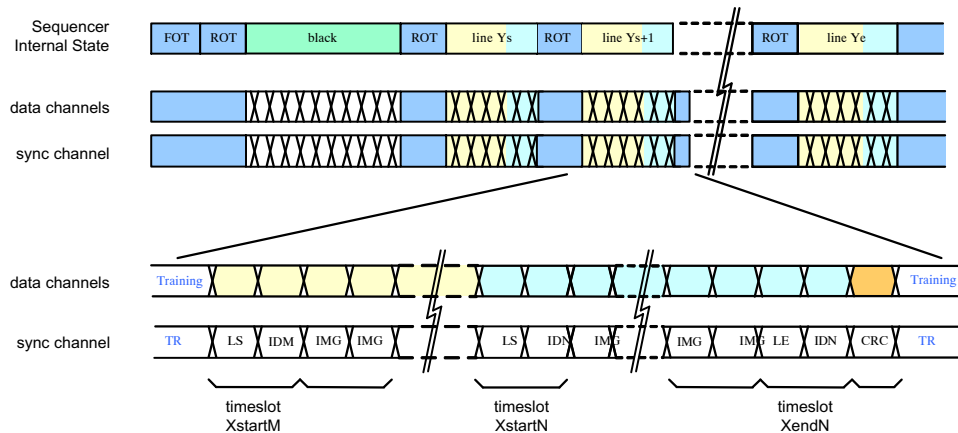 Sequencer
Internal State
FOT ROT black ROT line Ys ROT line Ys+1 ROT line Ye
data channels
sync channel
data channels Training Training
sync channel TR LS IDM IMG IMG LS IDN IMG IMG IMG LE IDN CRC TR
timeslot timeslot timeslot
XstartM XstartN XendN